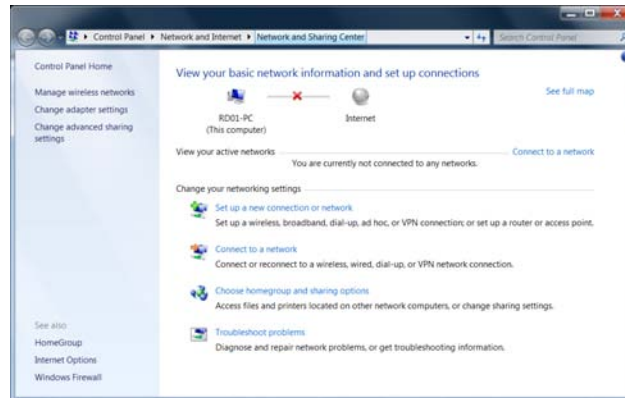 Control Panel ▸ Network and Internet ▸ Network and Sharing Center
Search Control Panel
Control Panel Home
Manage wireless networks
Change adapter settings
Change advanced sharing
settings
See also
HomeGroup
Internet Options
Windows Firewall
View your basic network information and set up connections
See full map
RD01-PC
(This computer)
Internet
View your active networks
Connect to a network
You are currently not connected to any networks.
Change your networking settings
Set up a new connection or network
Set up a wireless, broadband, dial-up, ad hoc, or VPN connection; or set up a router or access point.
Connect to a network
Connect or reconnect to a wireless, wired, dial-up, or VPN network connection.
Choose homegroup and sharing options
Access files and printers located on other network computers, or change sharing settings.
Troubleshoot problems
Diagnose and repair network problems, or get troubleshooting information.